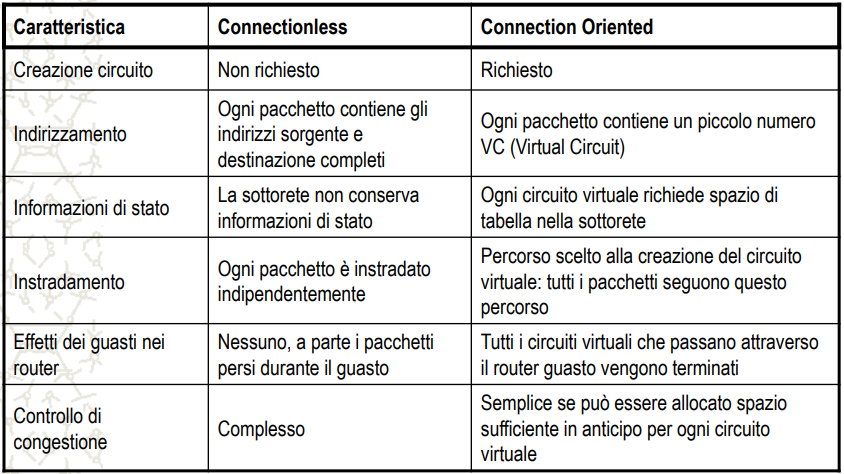 Caratteristica
Connectionless
Connection Oriented
Creazione circuito
Non richiesto
Richiesto
Indirizzamento
Ogni pacchetto contiene gli
indirizzi sorgente e
destinazione completi
Ogni pacchetto contiene un piccolo numero
VC (Virtual Circuit)
Informazioni di stato
La sottorete non conserva
informazioni di stato
Ogni circuito virtuale richiede spazio di
tabella nella sottorete
Instradamento
Ogni pacchetto è instradato
indipendentemente
Percorso scelto alla creazione del circuito
virtuale: tutti i pacchetti seguono questo
percorso
Effetti dei guasti nei
router
Nessuno, a parte i pacchetti
persi durante il guasto
Tutti i circuiti virtuali che passano attraverso
il router guasto vengono terminati
Controllo di
congestione
Complesso
Semplice se può essere allocato spazio
sufficiente in anticipo per ogni circuito
virtuale